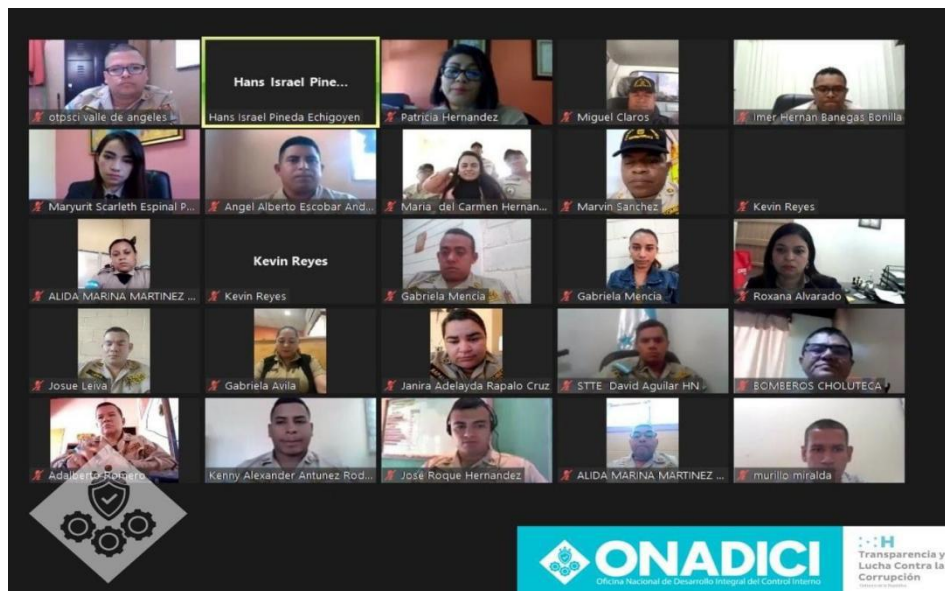 otpsci valle de angeles
Hans Israel Pine...
Hans Israel Pineda Echigoyen
Patricia Hernandez
Miguel Claros
Imer Hernan Banegas Bonilla
Maryurit Scarleth Espinal P...
Angel Alberto Escobar And...
Maria del Carmen Hernan...
Marvin Sanchez
Kevin Reyes
ALIDA MARINA MARTINEZ ...
Kevin Reyes
Kevin Reyes
Gabriela Mencia
Gabriela Mencia
Roxana Alvarado
Josue Leiva
Gabriela Avila
Janira Adelayda Rapalo Cruz
STTE David Aguilar HN
BOMBEROS CHOLUTECA
Adalberto Romero
Kenny Alexander Antunez Rod...
José Roque Hernandez
ALIDA MARINA MARTINEZ ...
murillo miralda
ONADICI
Oficina Nacional de Desarrollo Integral del Control Interno
H
Transparencia y
Lucha Contra la
Corrupción